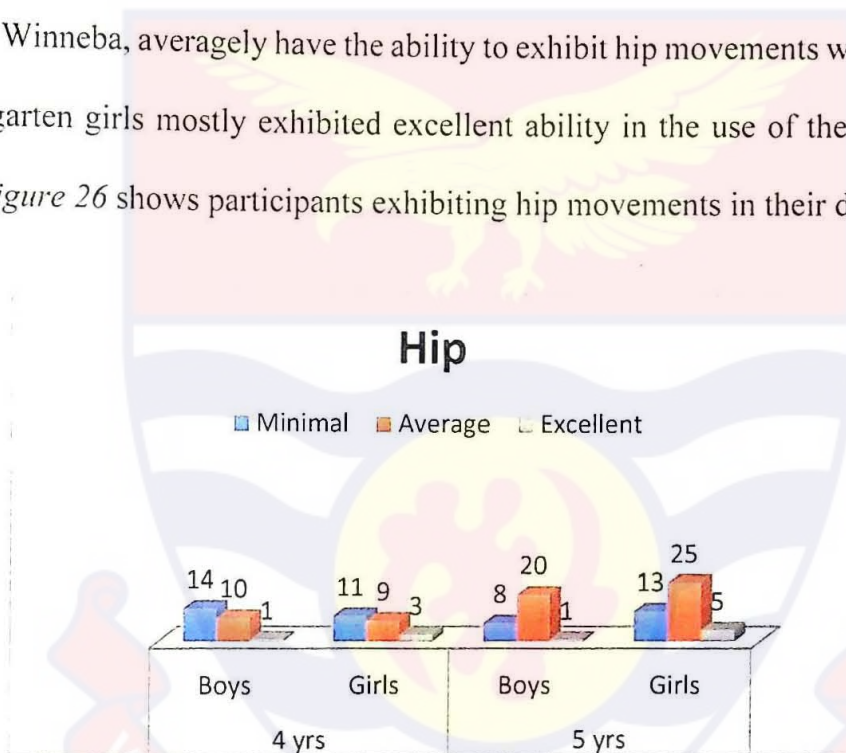 Winneba, averagely have the ability to exhibit hip movements w
garten girls mostly exhibited excellent ability in the use of the
igure 26 shows participants exhibiting hip movements in their d
Hip
Minimal Average Excellent
14 10 1 11 9 3 8 20 1 13 25 5
Boys Girls Boys Girls
4 yrs 5 yrs